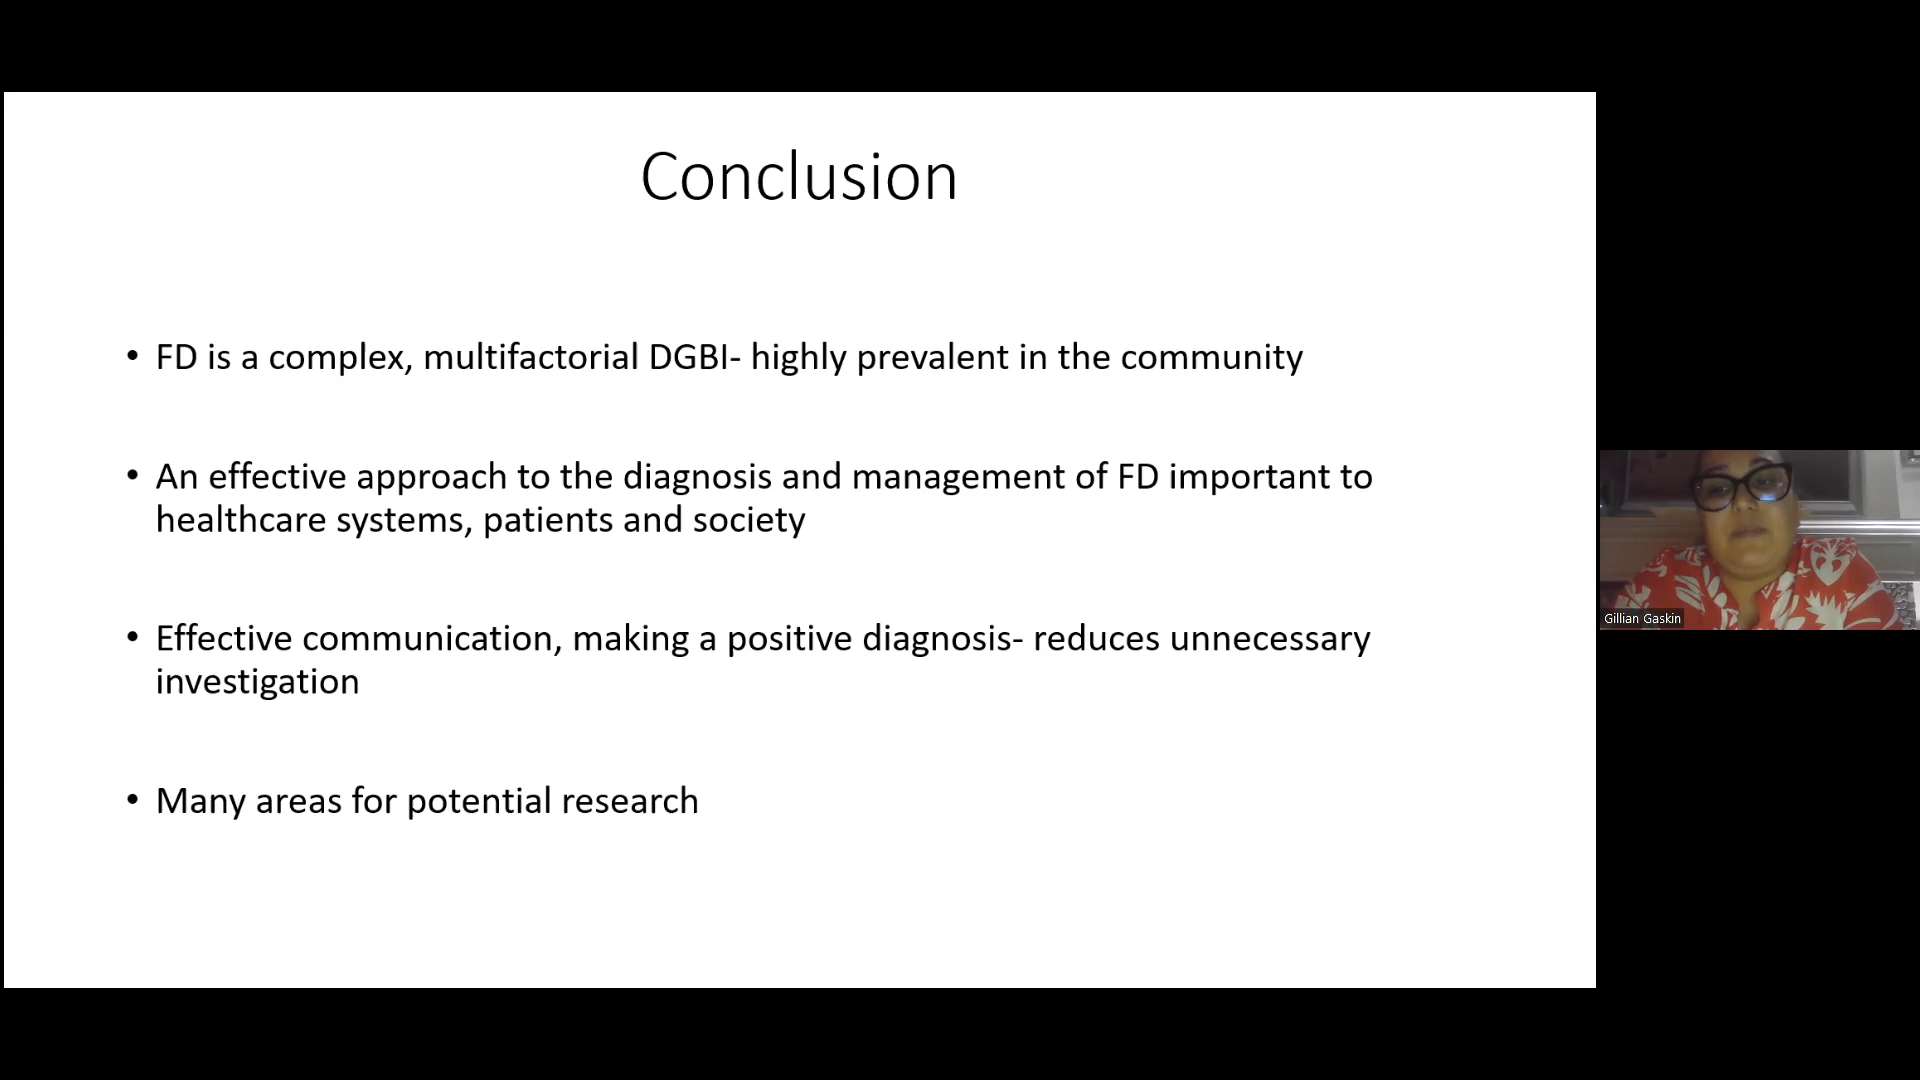 Conclusion
• FD is a complex, multifactorial DGBI- highly prevalent in the community
• An effective approach to the diagnosis and management of FD important to
healthcare systems, patients and society
• Effective communication, making a positive diagnosis- reduces unnecessary
investigation
• Many areas for potential research
Gillian Gaskin